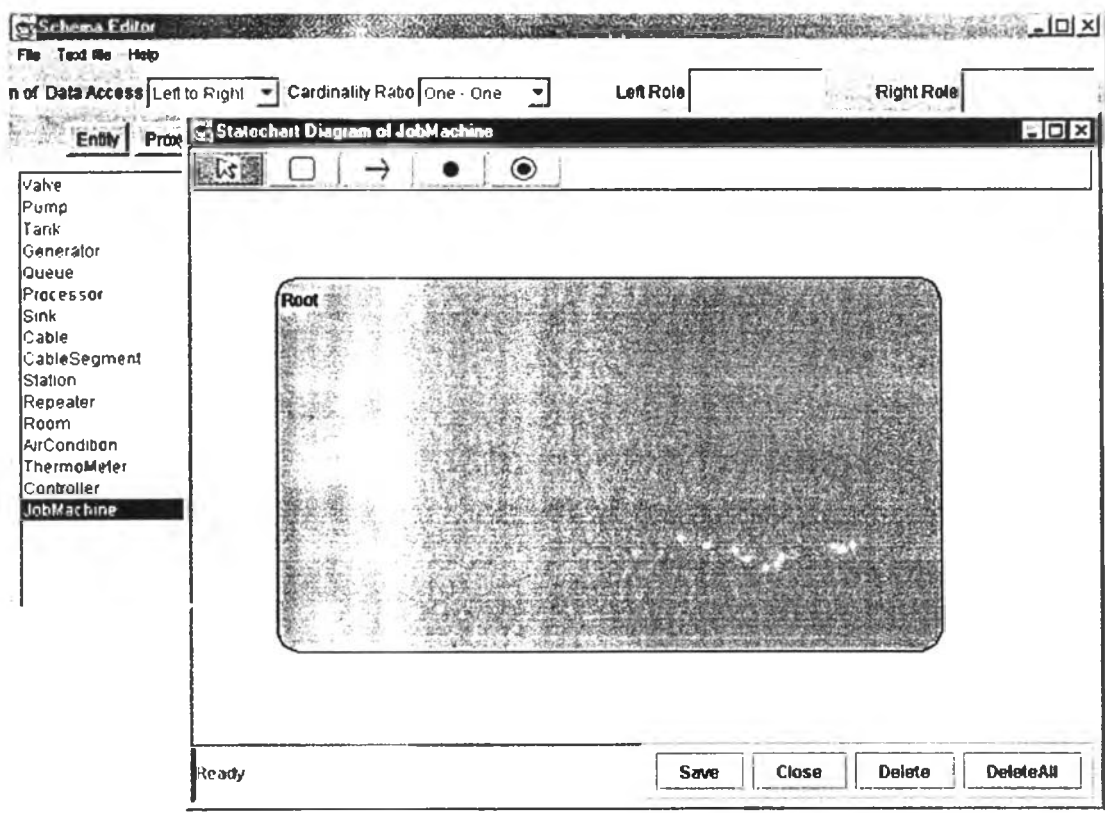 Schema Editor
File Text file Help
n of Data Access Left to Right Cardinality Ratio One - One Left Role Right Role
Entity Prox
Statechart Diagram of JobMachine
Valve
Pump
Tank
Generator
Queue
Processor
Sink
Cable
CableSegment
Station
Repeater
Room
AirCondition
ThermoMeter
Controller
JobMachine
Root
Ready Save Close Delete DeleteAll